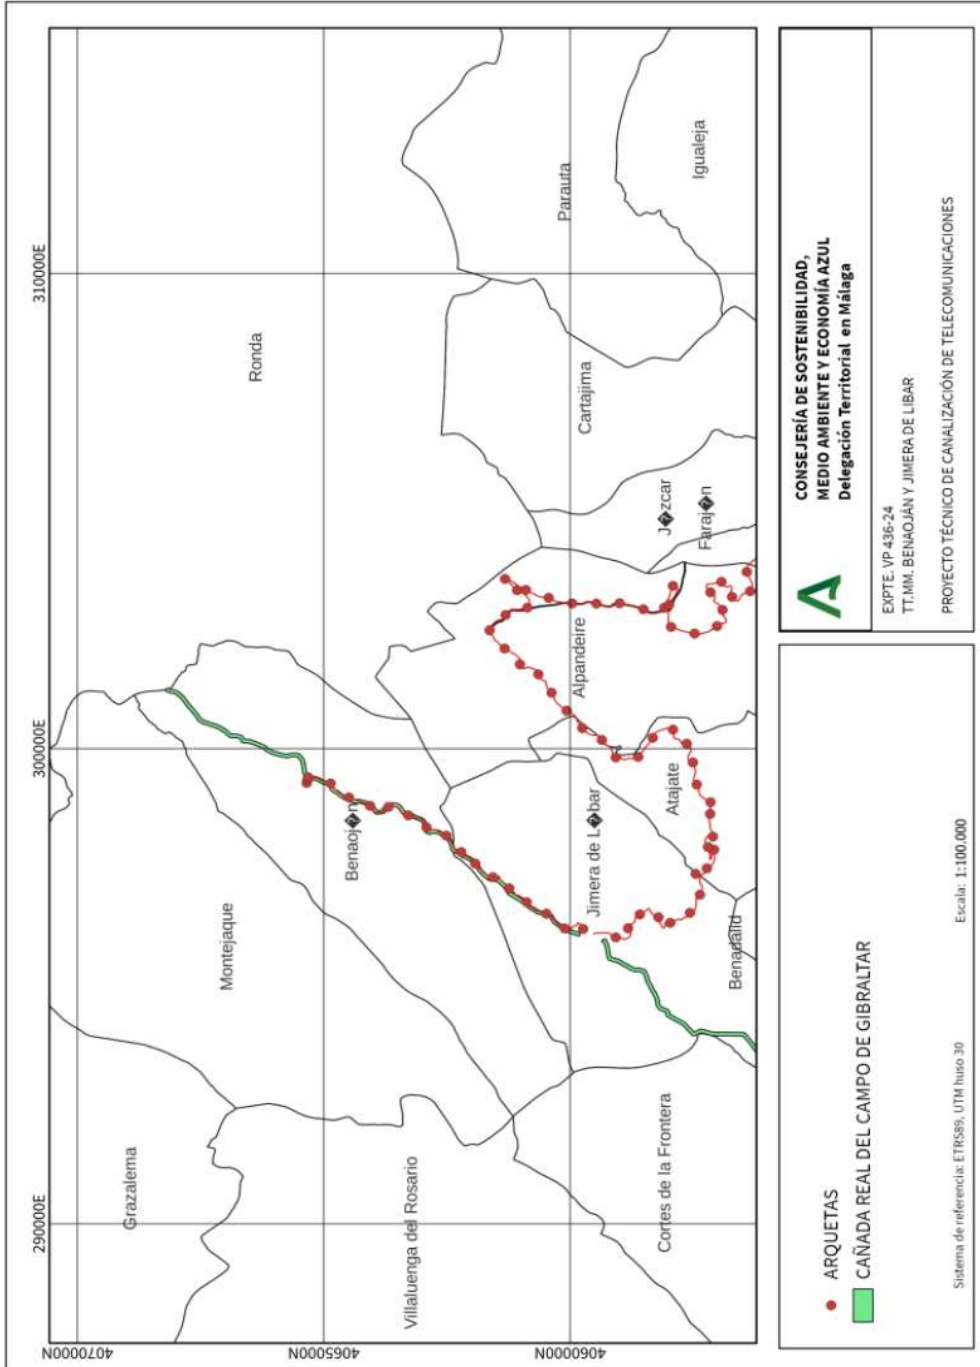 290000E
300000E
310000E
4070000N
4065000N
4060000N
Grazalema
Montejaque
Ronda
Benaoj�n
Villaluenga del Rosario
Parauta
Alpandeire
Cartajima
Jimera de L�bar
Cortes de la Frontera
Atajate
J�zcar
Igualeja
Faraj�n
Benadalid
ARQUETAS
CAÑADA REAL DEL CAMPO DE GIBRALTAR
Sistema de referencia: ETRS89, UTM huso 30
Escala: 1:100.000
CONSEJERÍA DE SOSTENIBILIDAD,
MEDIO AMBIENTE Y ECONOMÍA AZUL
Delegación Territorial en Málaga
EXPTE. VP 436-24
TT.MM. BENAOJÁN Y JIMERA DE LIBAR
PROYECTO TÉCNICO DE CANALIZACIÓN DE TELECOMUNICACIONES